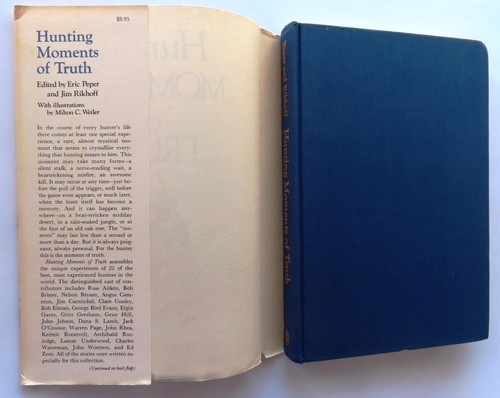 $8.95
Hunting
Moments
of Truth
Edited by Eric Peper
and Jim Rikhoff
With illustrations
by Milton C. Weiler
In the course of every hunter's life
there comes at least one special expe-
rience, a rare, almost mystical mo-
ment that seems to crystallize every-
thing that hunting means to him. This
moment may take many forms—a
silent stalk, a nerve-rending wait, a
heartsickening misfire, an awesome
kill. It may occur at any time—just be-
fore the pull of the trigger, well before
the game even appears, or much later,
when the hunt itself has become a
memory. And it can happen any-
where—on a heat-stricken midday
desert, in a rain-soaked jungle, or at
the foot of an old oak tree. The "mo-
ment" may last less than a second or
more than a day. But it is always poign-
ant, always personal. For the hunter
this is the moment of truth.
Hunting Moments of Truth assembles
the unique experiences of 22 of the
best, most experienced hunters in the
world. The distinguished cast of con-
tributors includes Russ Aitken, Bob
Brister, Nelson Bryant, Angus Cam-
eron, Jim Carmichel, Clare Conley,
Bob Elman, George Bird Evans, Elgin
Gates, Gritt Gresham, Gene Hill,
John Jobson, Dana S. Lamb, Jack
O'Connor, Warren Page, John Rhea,
Kermit Roosevelt, Archibald Rut-
ledge, Lamar Underwood, Charles
Waterman, John Wootters, and Ed
Zern. All of the stories were written es-
pecially for this collection.
(Continued on back flap)
Peper and Rikhoff Hunting Moments of Truth